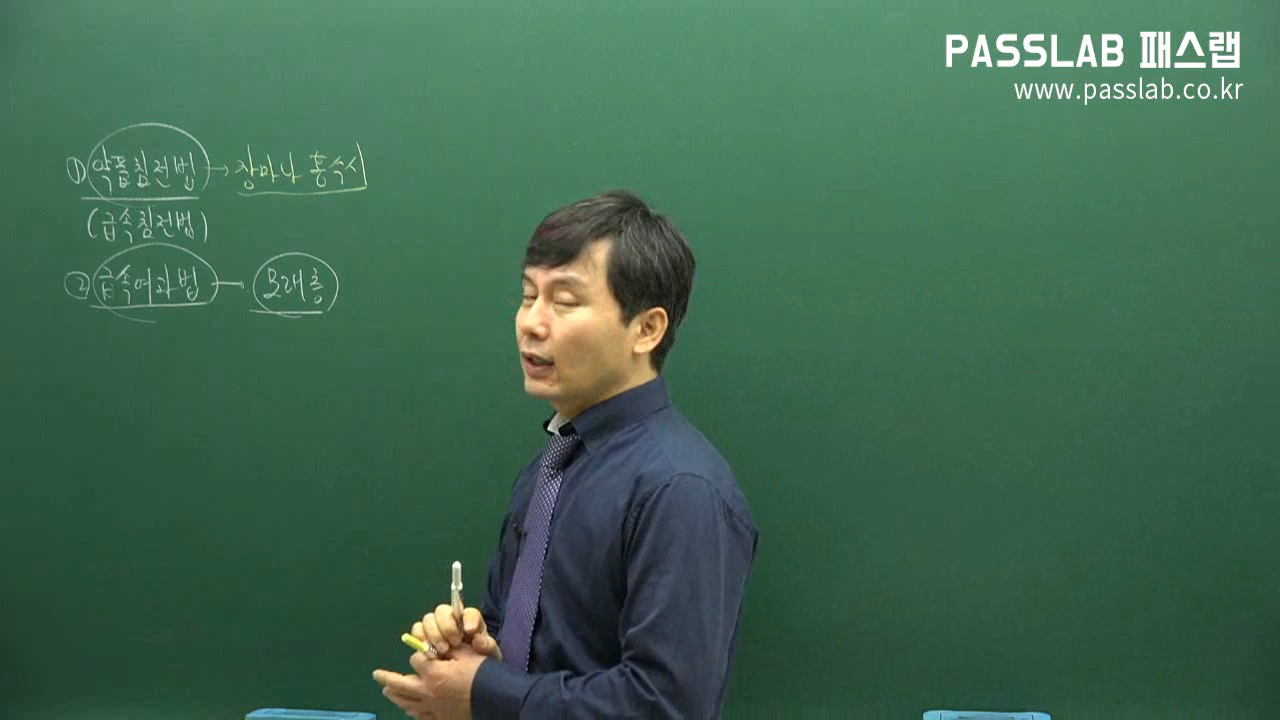 PASSLAB 패스랩
www.passlab.co.kr
① 약품침전법 → 장마나 홍수시
(급속침전법)
② 급속여과법 — 모래층